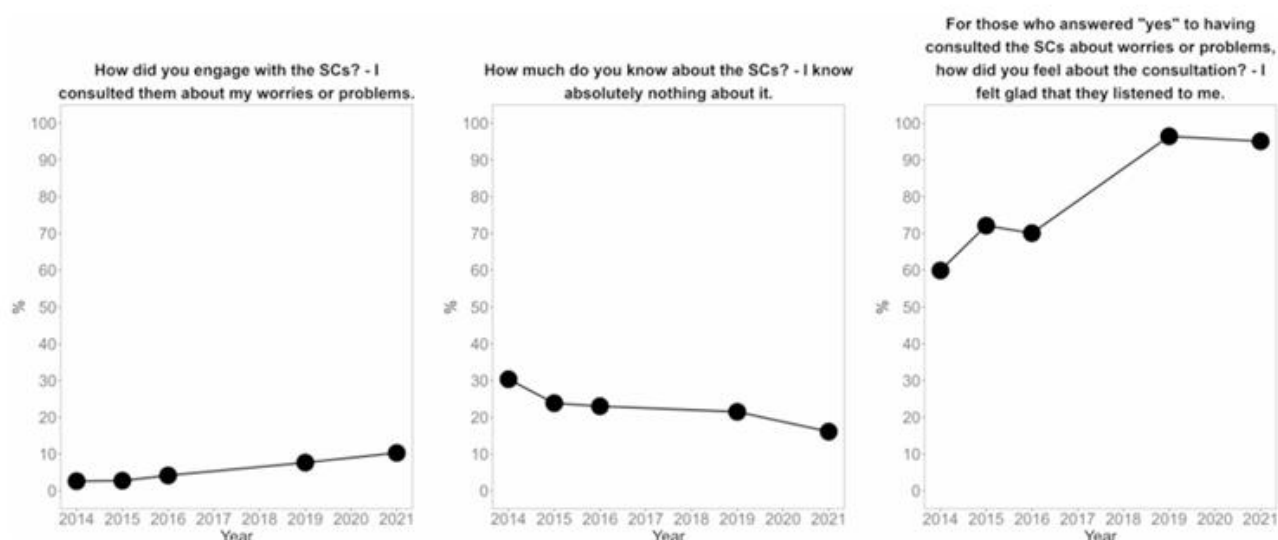 How did you engage with the SCs? - I
consulted them about my worries or problems.
100
90
80
70
60
50
40
30
20
10
0
%
2014 2015 2016 2017 2018 2019 2020 2021
Year
How much do you know about the SCs? - I know
absolutely nothing about it.
100
90
80
70
60
50
40
30
20
10
0
%
2014 2015 2016 2017 2018 2019 2020 2021
Year
For those who answered "yes" to having
consulted the SCs about worries or problems,
how did you feel about the consultation? - I
felt glad that they listened to me.
100
90
80
70
60
50
40
30
20
10
0
%
2014 2015 2016 2017 2018 2019 2020 2021
Year